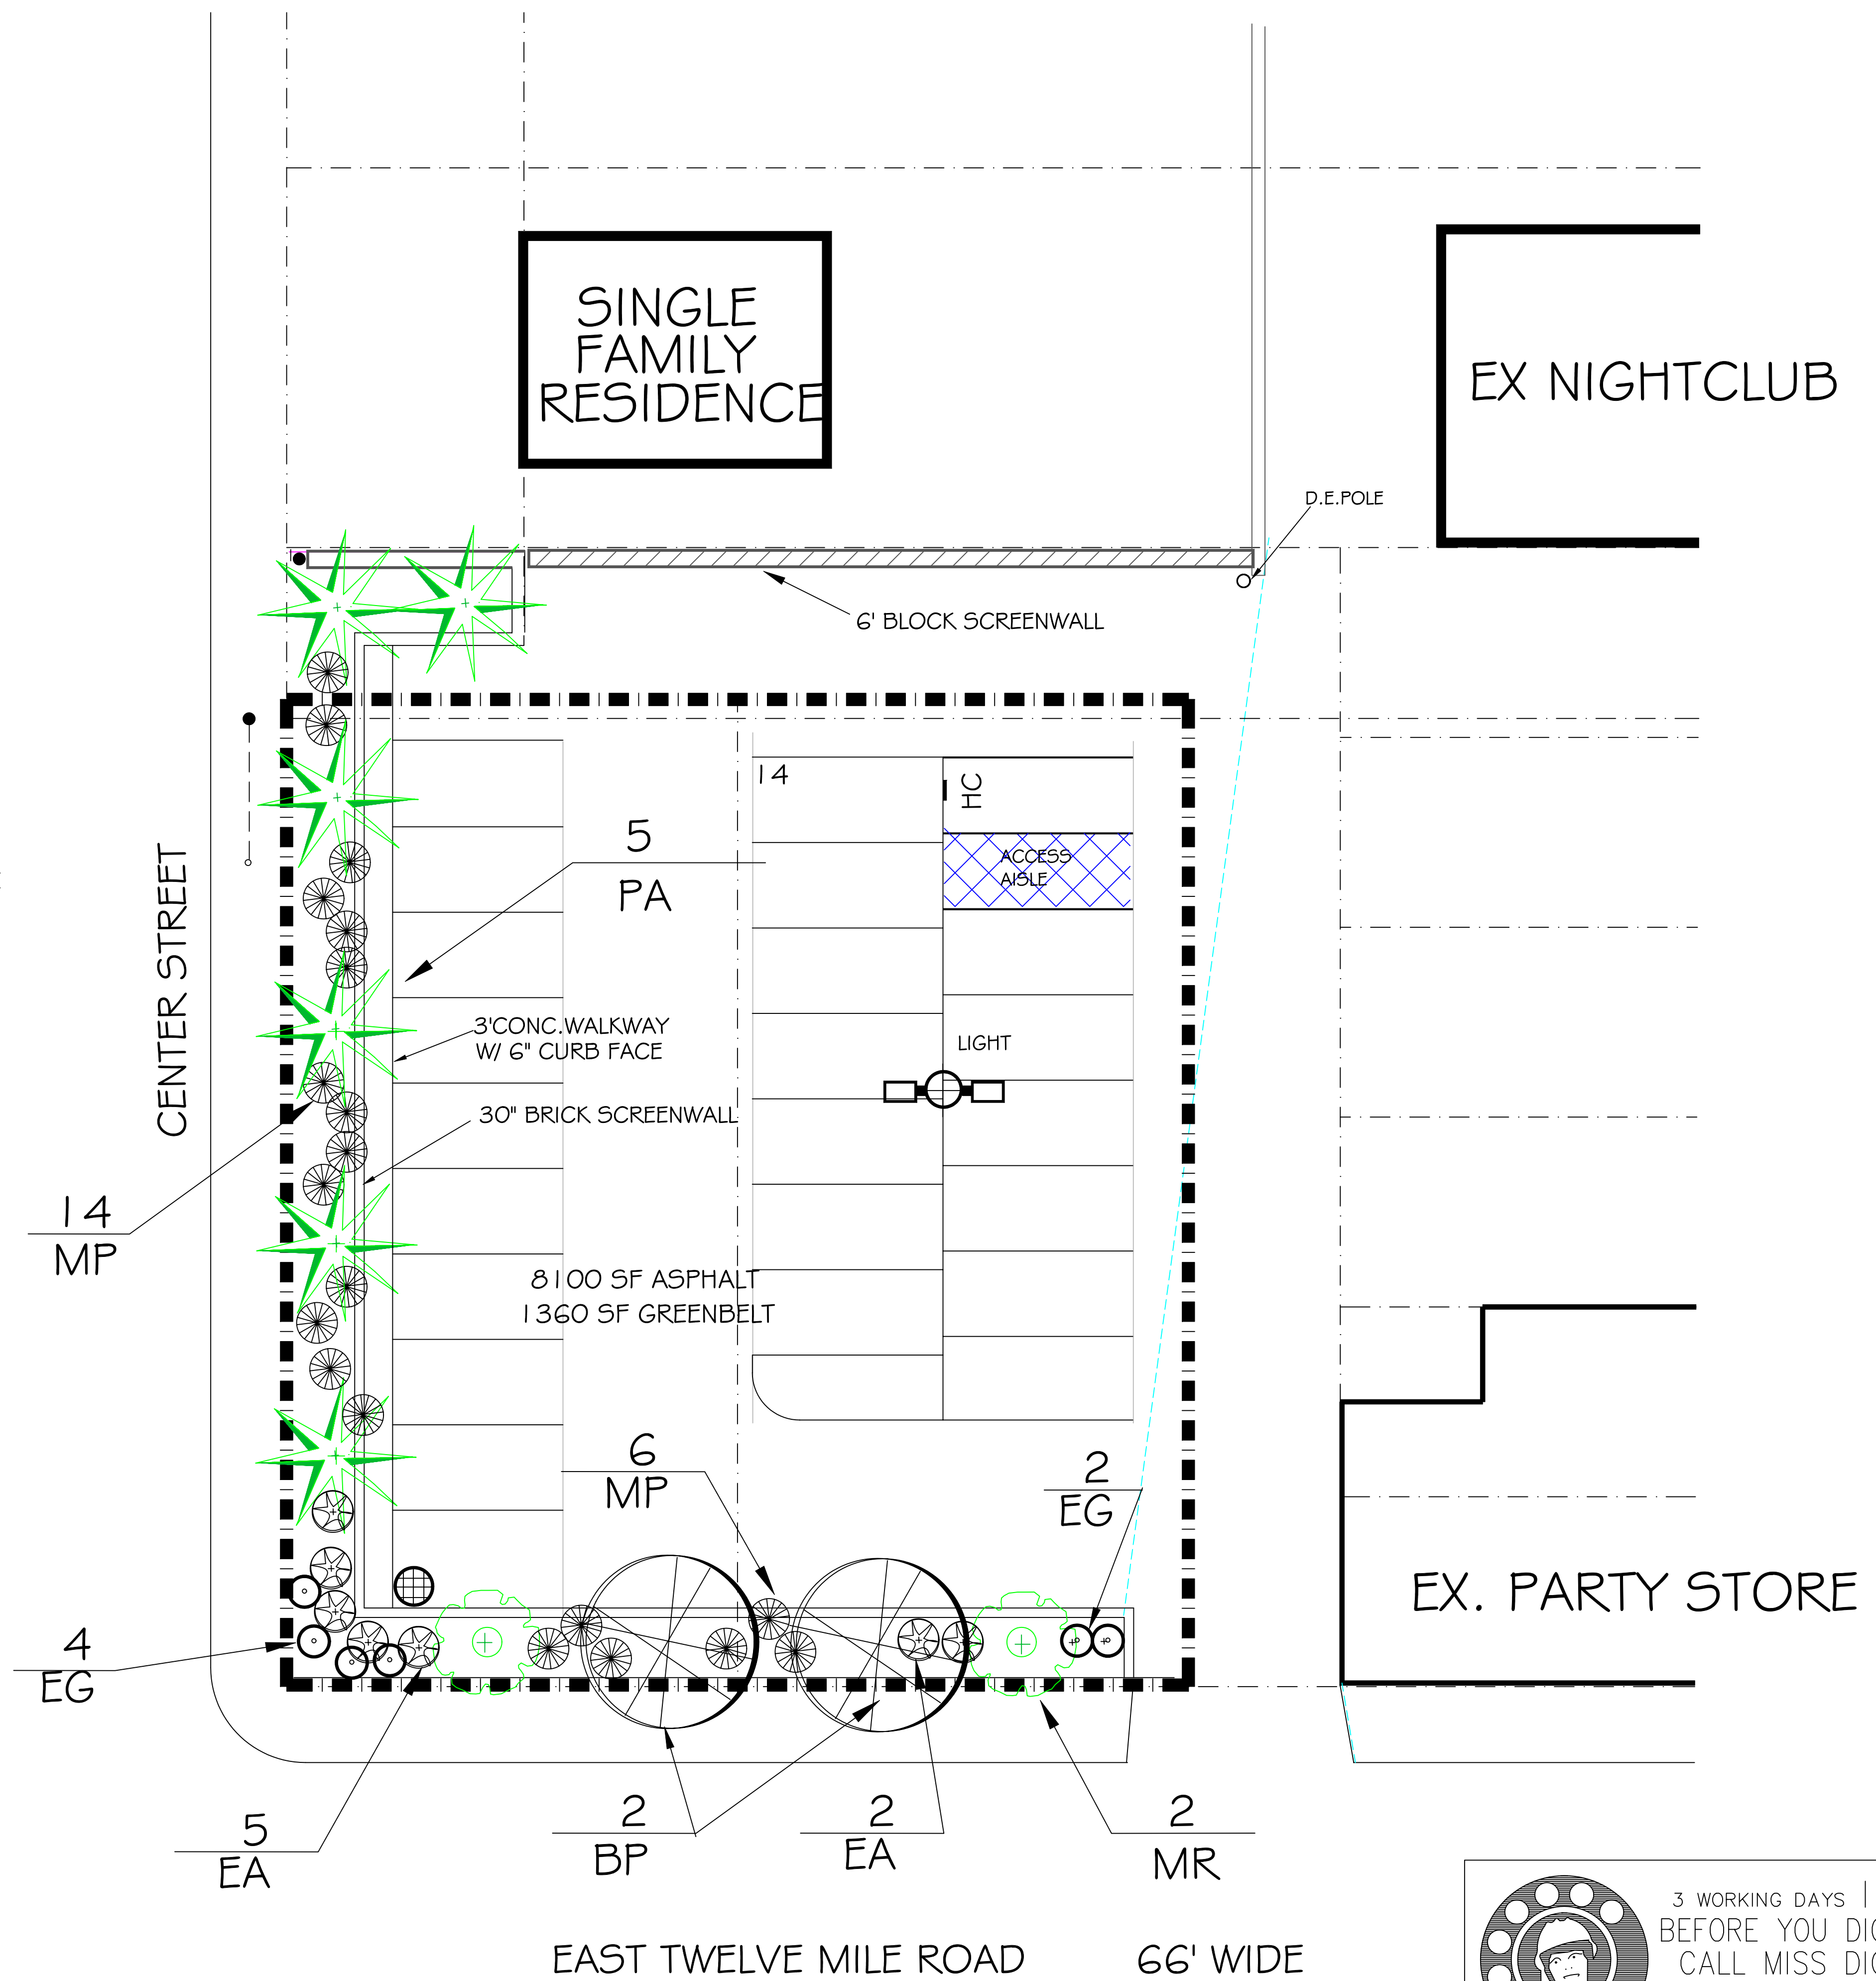 SINGLE
FAMILY
RESIDENCE
EX NIGHTCLUB
D.E.POLE
6' BLOCK SCREENWALL
14
HC
5
PA
ACCESS
AISLE
CENTER STREET
3'CONC.WALKWAY
W/ 6" CURB FACE
LIGHT
30" BRICK SCREENWALL
14
MP
8100 SF ASPHALT
1360 SF GREENBELT
6
MP
2
EG
EX. PARTY STORE
4
EG
5
EA
2
BP
2
EA
2
MR
3 WORKING DAYS
BEFORE YOU DIG
CALL MISS DIG
EAST TWELVE MILE ROAD 66' WIDE